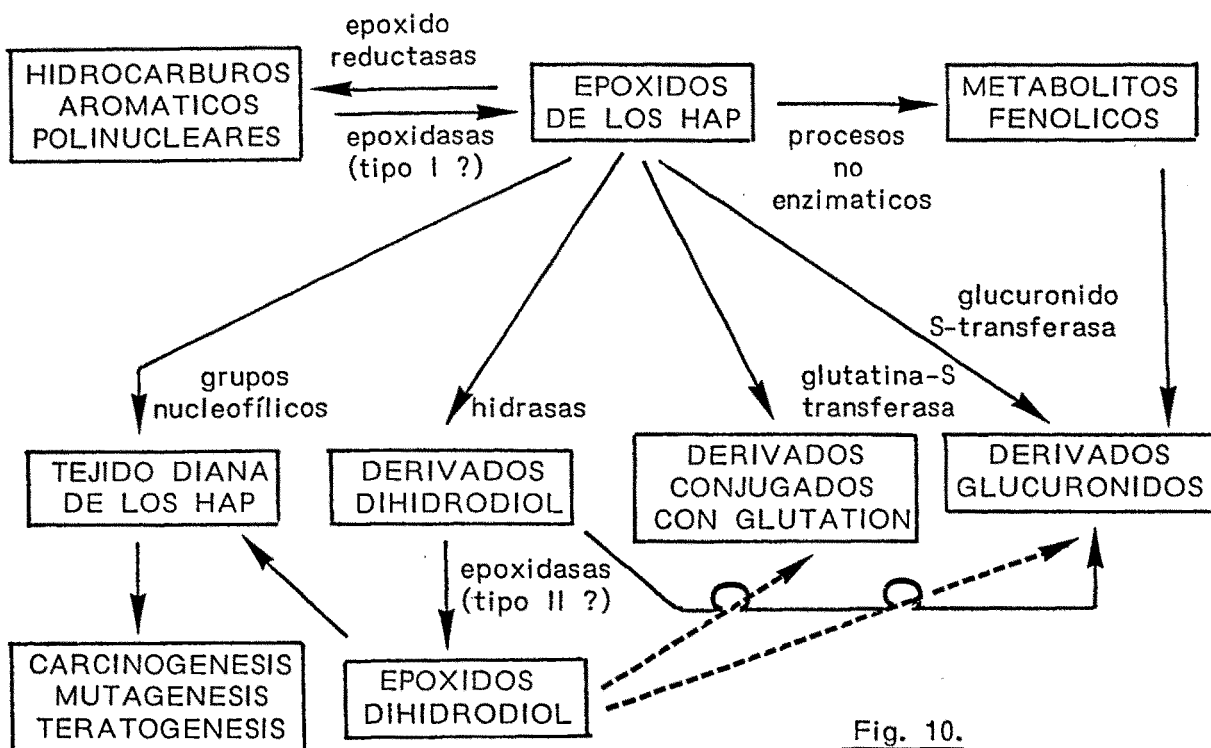 epoxido
reductasas
HIDROCARBUROS
AROMATICOS
POLINUCLEARES
epoxidasas
(tipo I ?)
EPOXIDOS
DE LOS HAP
procesos
no
enzimaticos
METABOLITOS
FENOLICOS
grupos
nucleofílicos
hidrasas
glutatina-S
transferasa
glucuronido
S-transferasa
TEJIDO DIANA
DE LOS HAP
DERIVADOS
DIHIDRODIOL
DERIVADOS
CONJUGADOS
CON GLUTATION
DERIVADOS
GLUCURONIDOS
epoxidasas
(tipo II ?)
CARCINOGENESIS
MUTAGENESIS
TERATOGENESIS
EPOXIDOS
DIHIDRODIOL
Fig. 10.